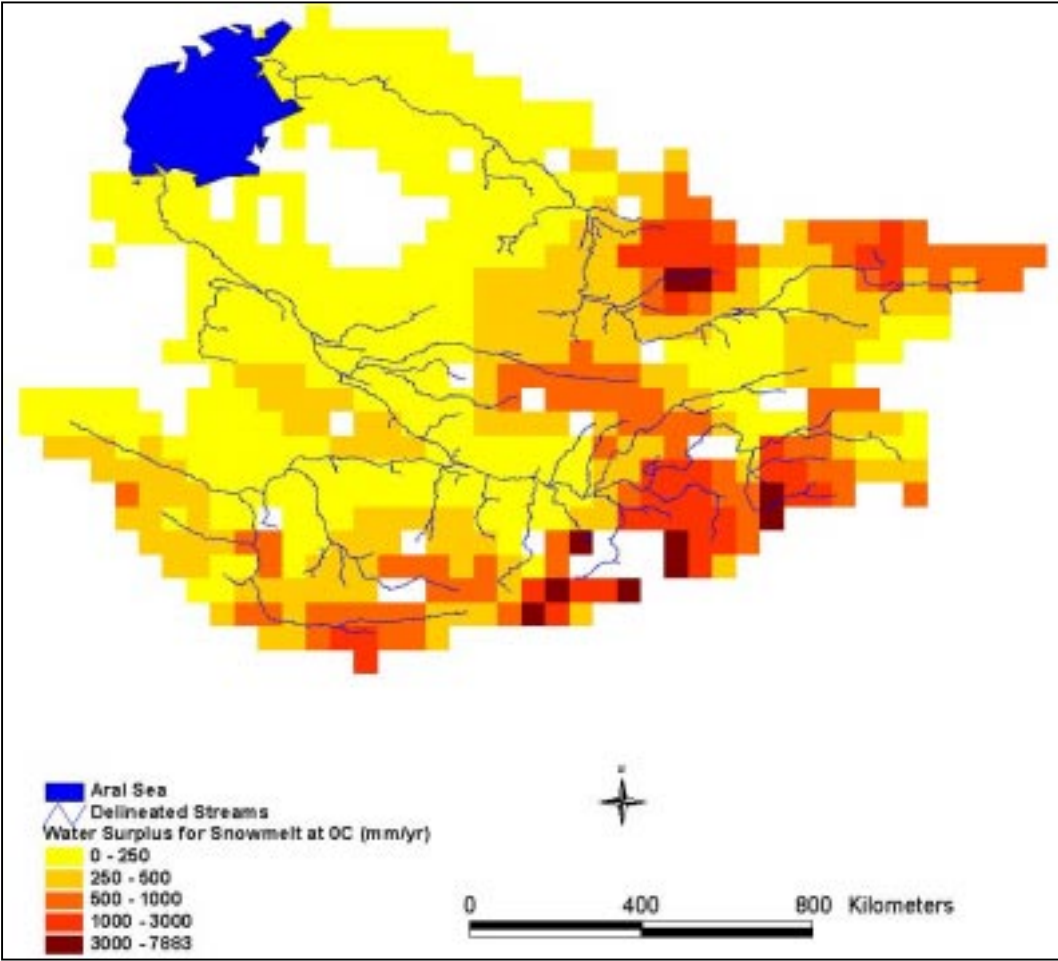 Aral Sea
Delineated Streams
Water Surplus for Snowmelt at 0C (mm/yr)
0 - 250
250 - 500
500 - 1000
1000 - 3000
3000 - 7883
0 400 800 Kilometers